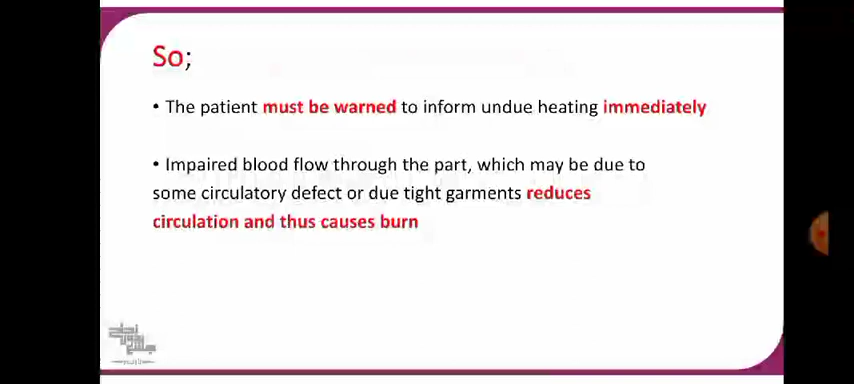 So;
• The patient must be warned to inform undue heating immediately
• Impaired blood flow through the part, which may be due to
some circulatory defect or due tight garments reduces
circulation and thus causes burn